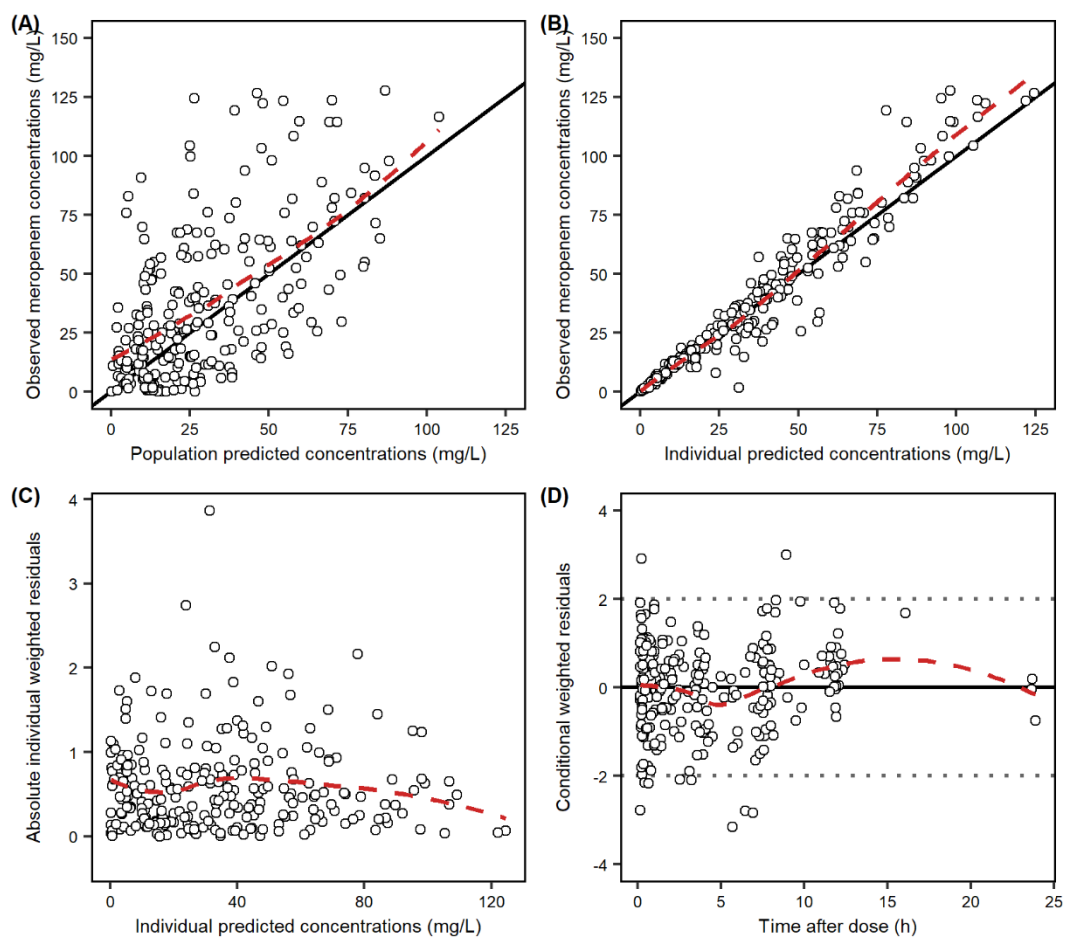 (A)
Observed meropenem concentrations (mg/L)
150
125
100
75
50
25
0
0 25 50 75 100 125
Population predicted concentrations (mg/L)
(B)
Observed meropenem concentrations (mg/L)
150
125
100
75
50
25
0
0 25 50 75 100 125
Individual predicted concentrations (mg/L)
(C)
Absolute individual weighted residuals
4
3
2
1
0
0 40 80 120
Individual predicted concentrations (mg/L)
(D)
Conditional weighted residuals
4
2
0
-2
-4
0 5 10 15 20 25
Time after dose (h)